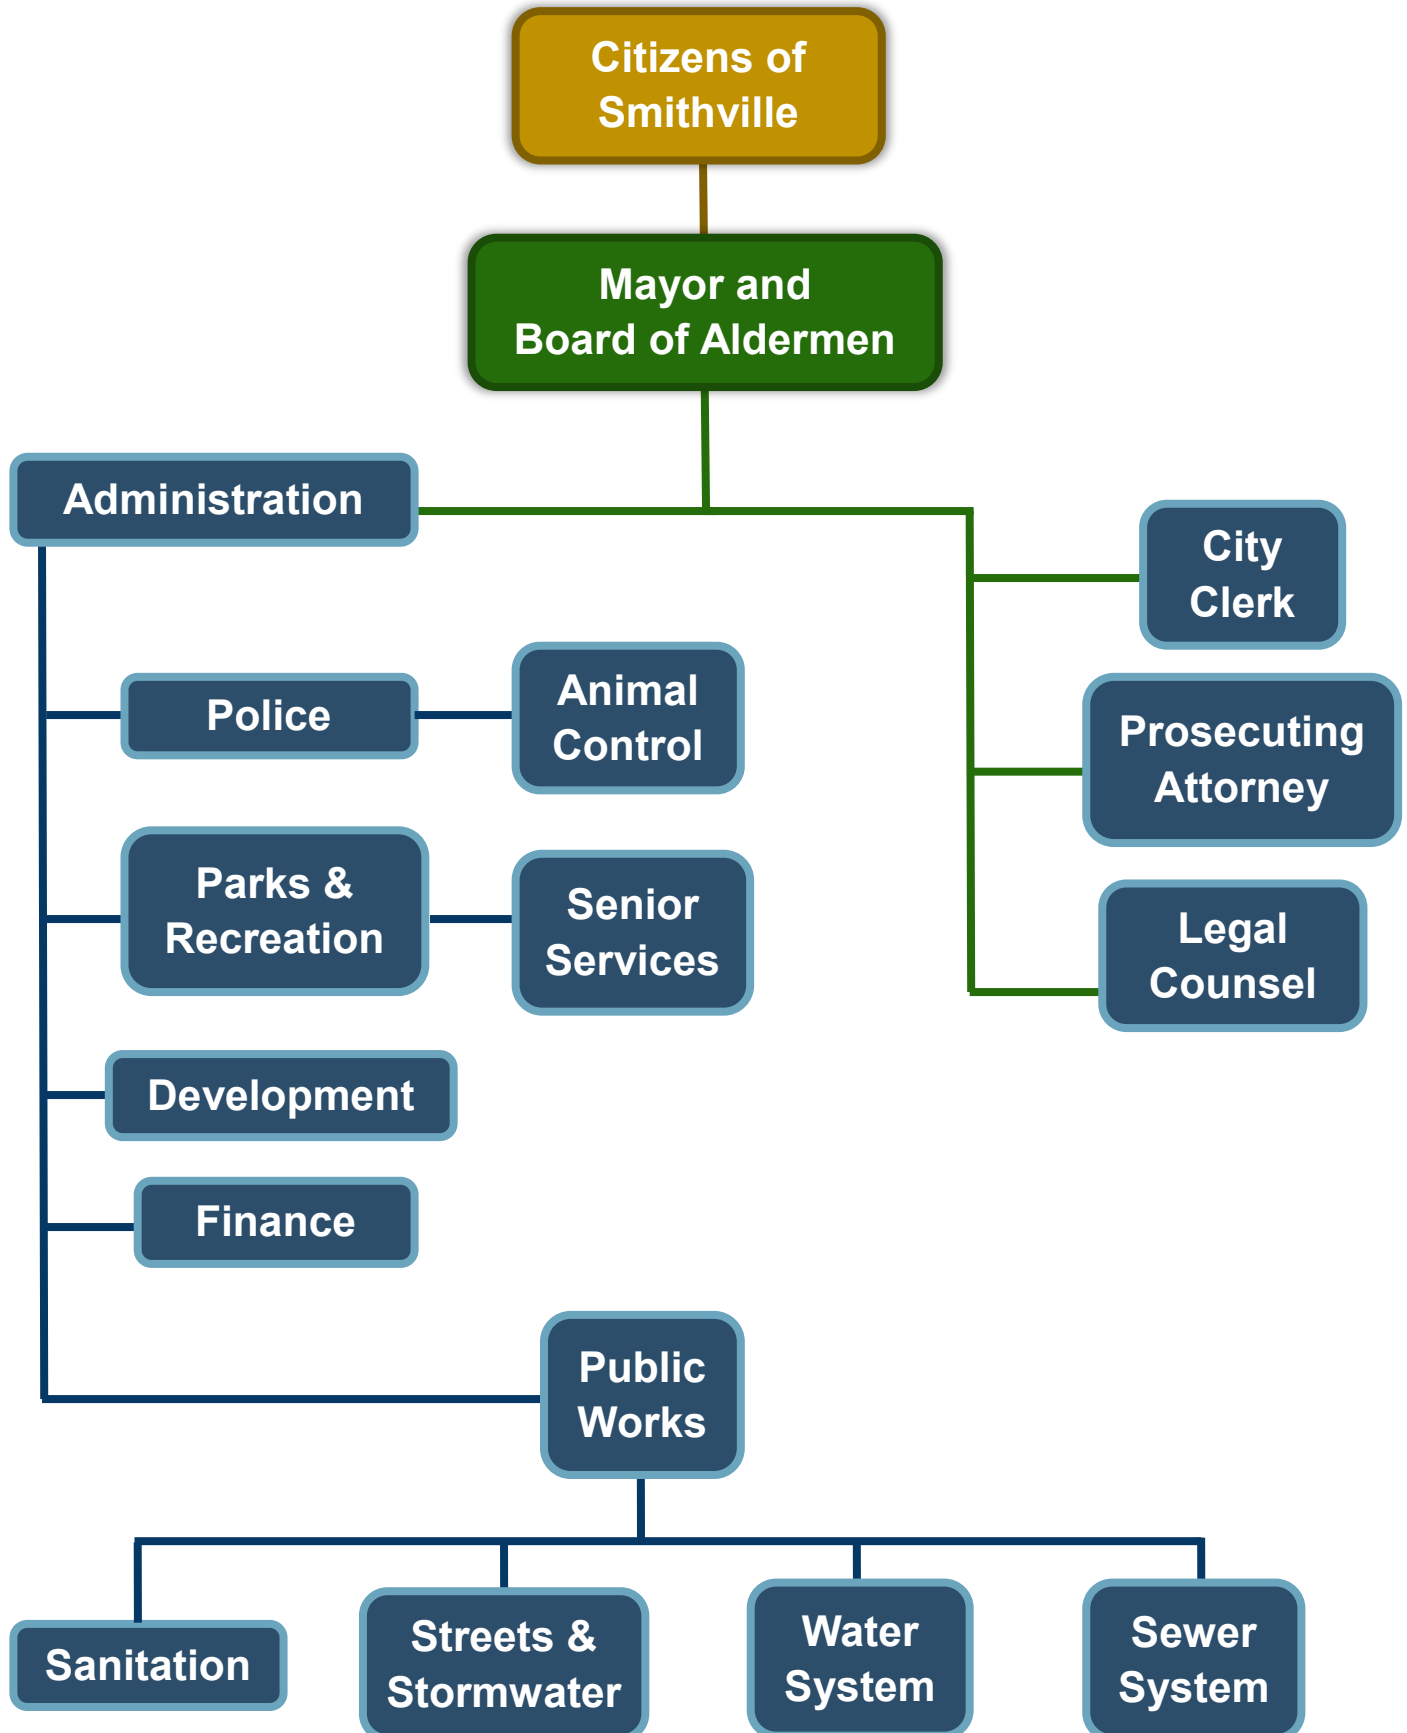 Citizens of
Smithville
Mayor and
Board of Aldermen
Administration
City
Clerk
Police
Animal
Control
Prosecuting
Attorney
Parks &
Recreation
Senior
Services
Legal
Counsel
Development
Finance
Public
Works
Sanitation
Streets &
Stormwater
Water
System
Sewer
System